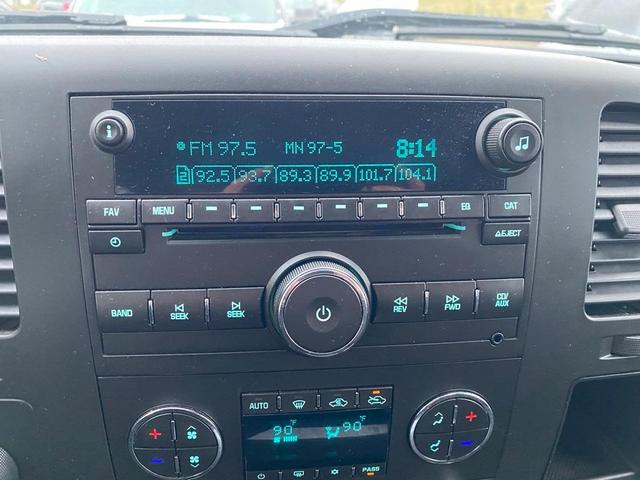 FM 97.5 MN 97-5 8:14
92.5 93.7 89.3 89.9 101.7 104.1
FAV MENU EQ CAT
EJECT
BAND SEEK SEEK REV FWD CD/AUX
AUTO
90°F 90°F
PASS